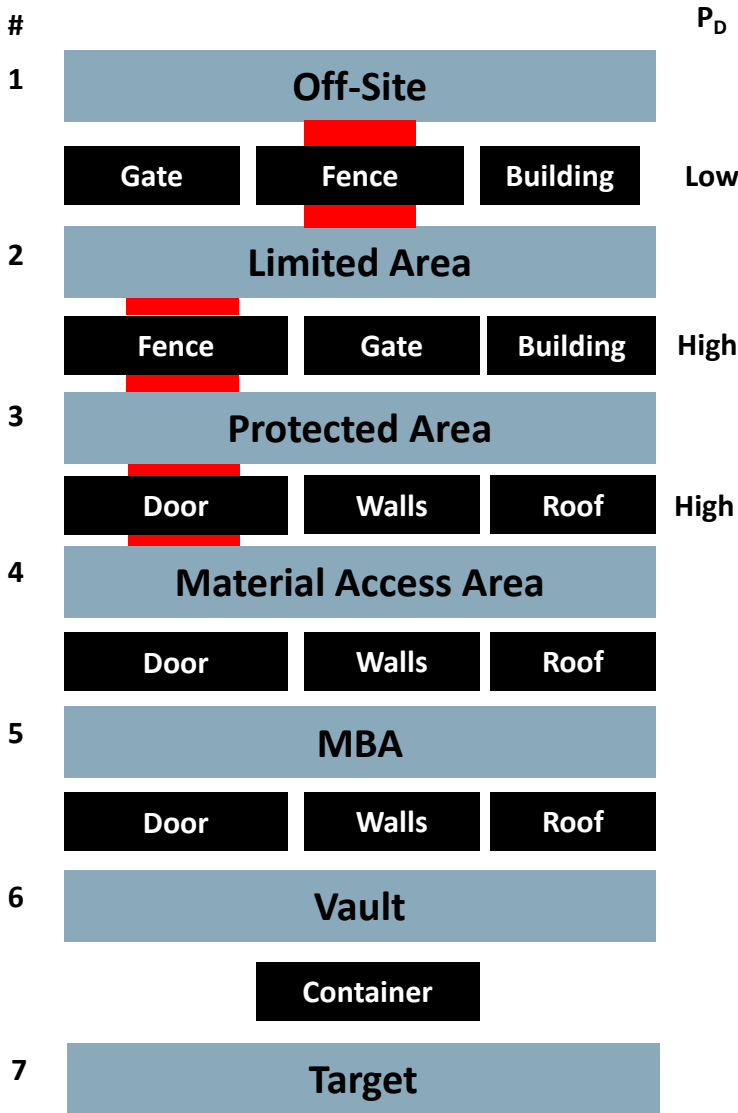 # P_D
1 Off-Site
Gate Fence Building Low
2 Limited Area
Fence Gate Building High
3 Protected Area
Door Walls Roof High
4 Material Access Area
Door Walls Roof
5 MBA
Door Walls Roof
6 Vault
Container
7 Target